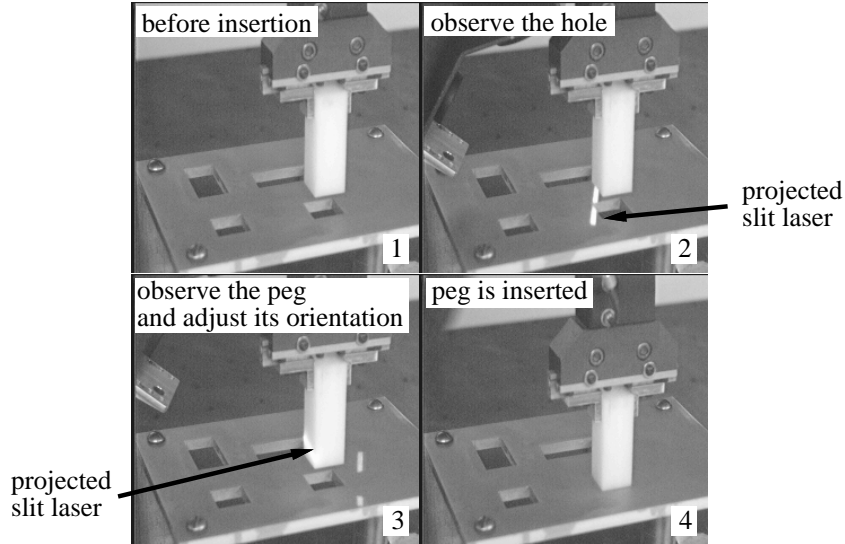 before insertion
1
observe the hole
projected
slit laser
2
observe the peg
and adjust its orientation
projected
slit laser
3
peg is inserted
4